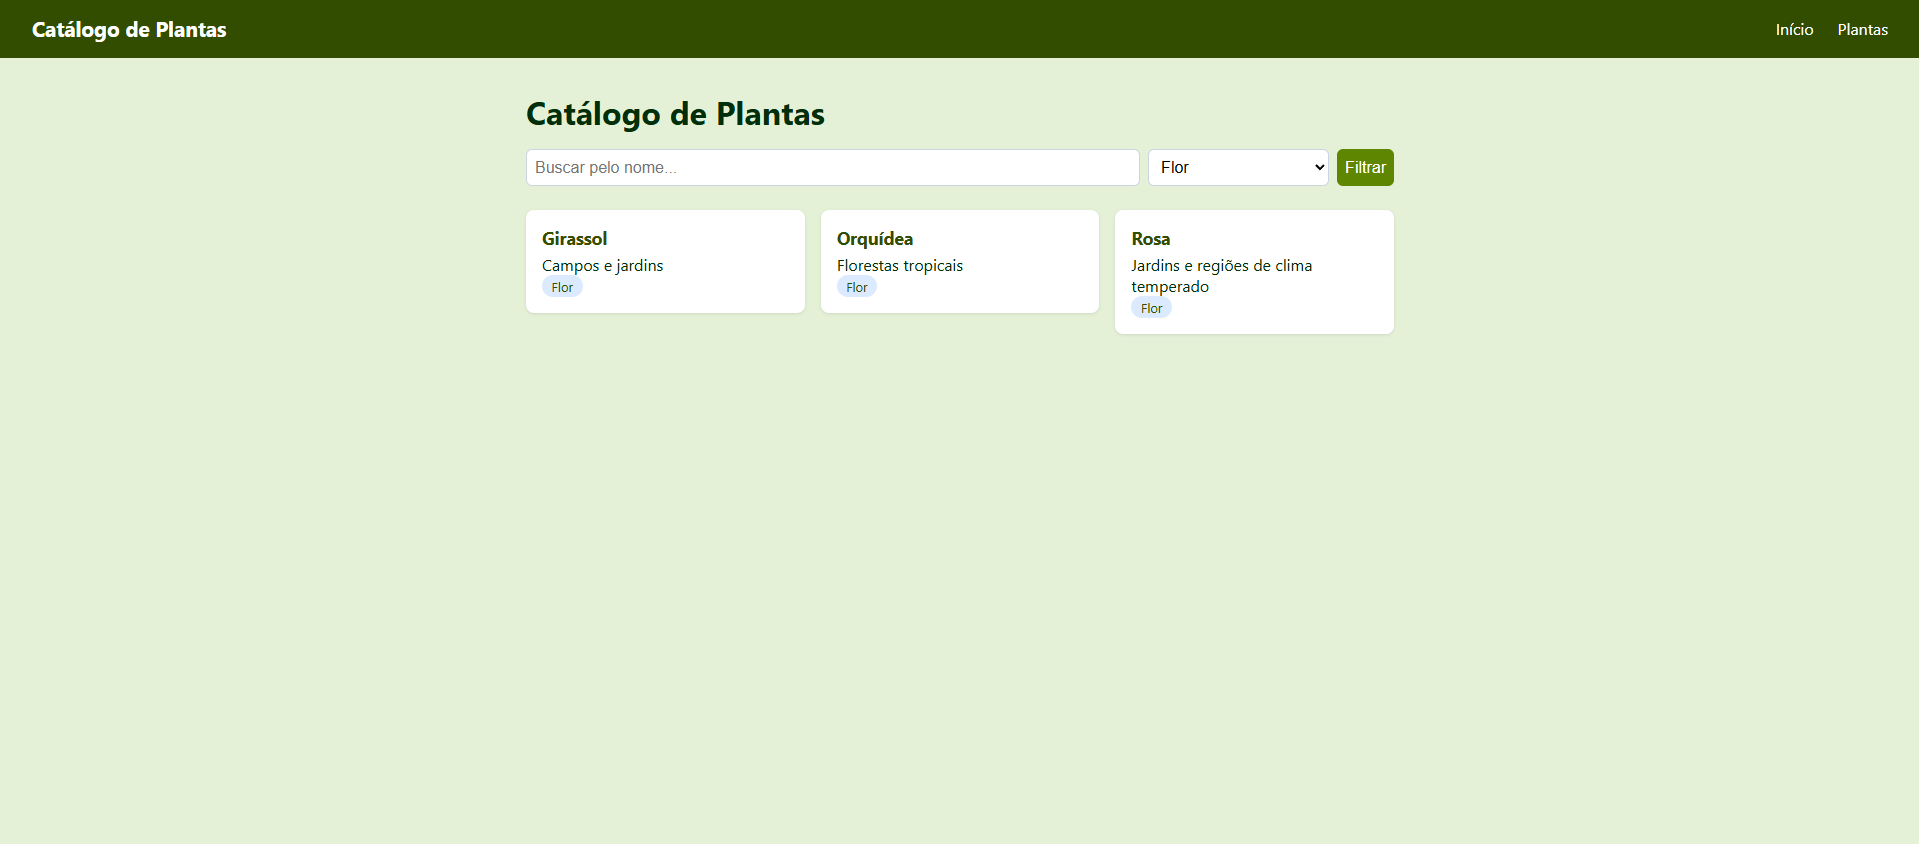 Catálogo de Plantas
Início
Plantas
Catálogo de Plantas
Buscar pelo nome...
Flor
Filtrar
Girassol
Campos e jardins
Flor
Orquídea
Florestas tropicais
Flor
Rosa
Jardins e regiões de clima
temperado
Flor